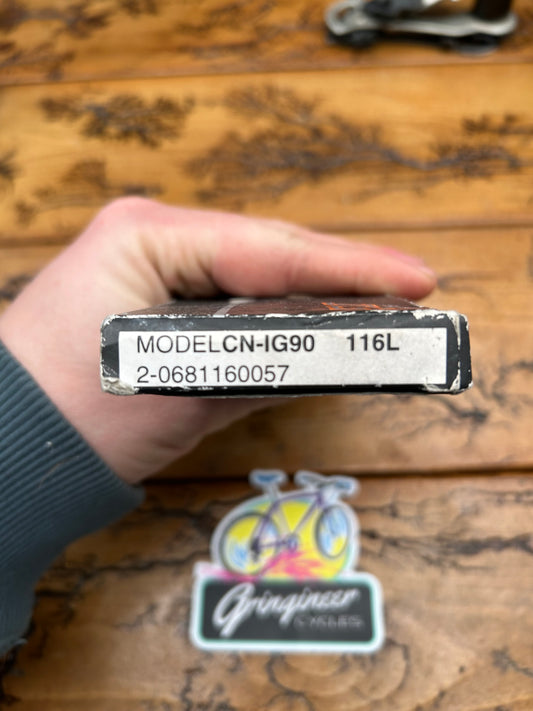 MODELCN-IG90 116L
2-0681160057
Gringineer
CYCLES